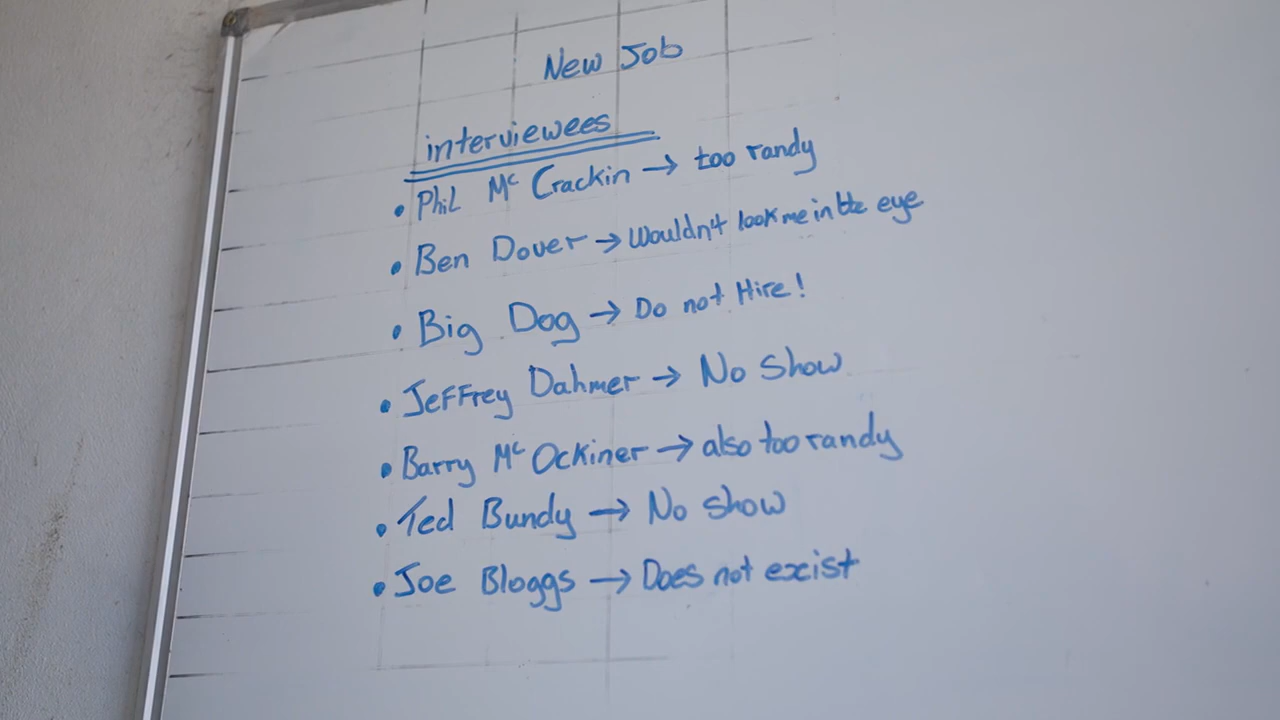 New Job
interviewees
• Phil Mc Crackin → too randy
• Ben Dover → Wouldn't look me in the eye
• Big Dog → Do not Hire!
• Jeffrey Dahmer → No Show
• Barry Mc Ockiner → also too randy
• Ted Bundy → No show
• Joe Bloggs → Does not excist